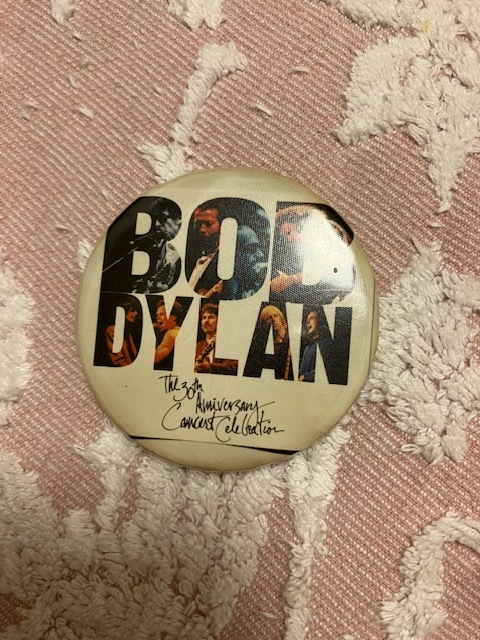 BOB
DYLAN
The 30th
Anniversary
Concert Celebration